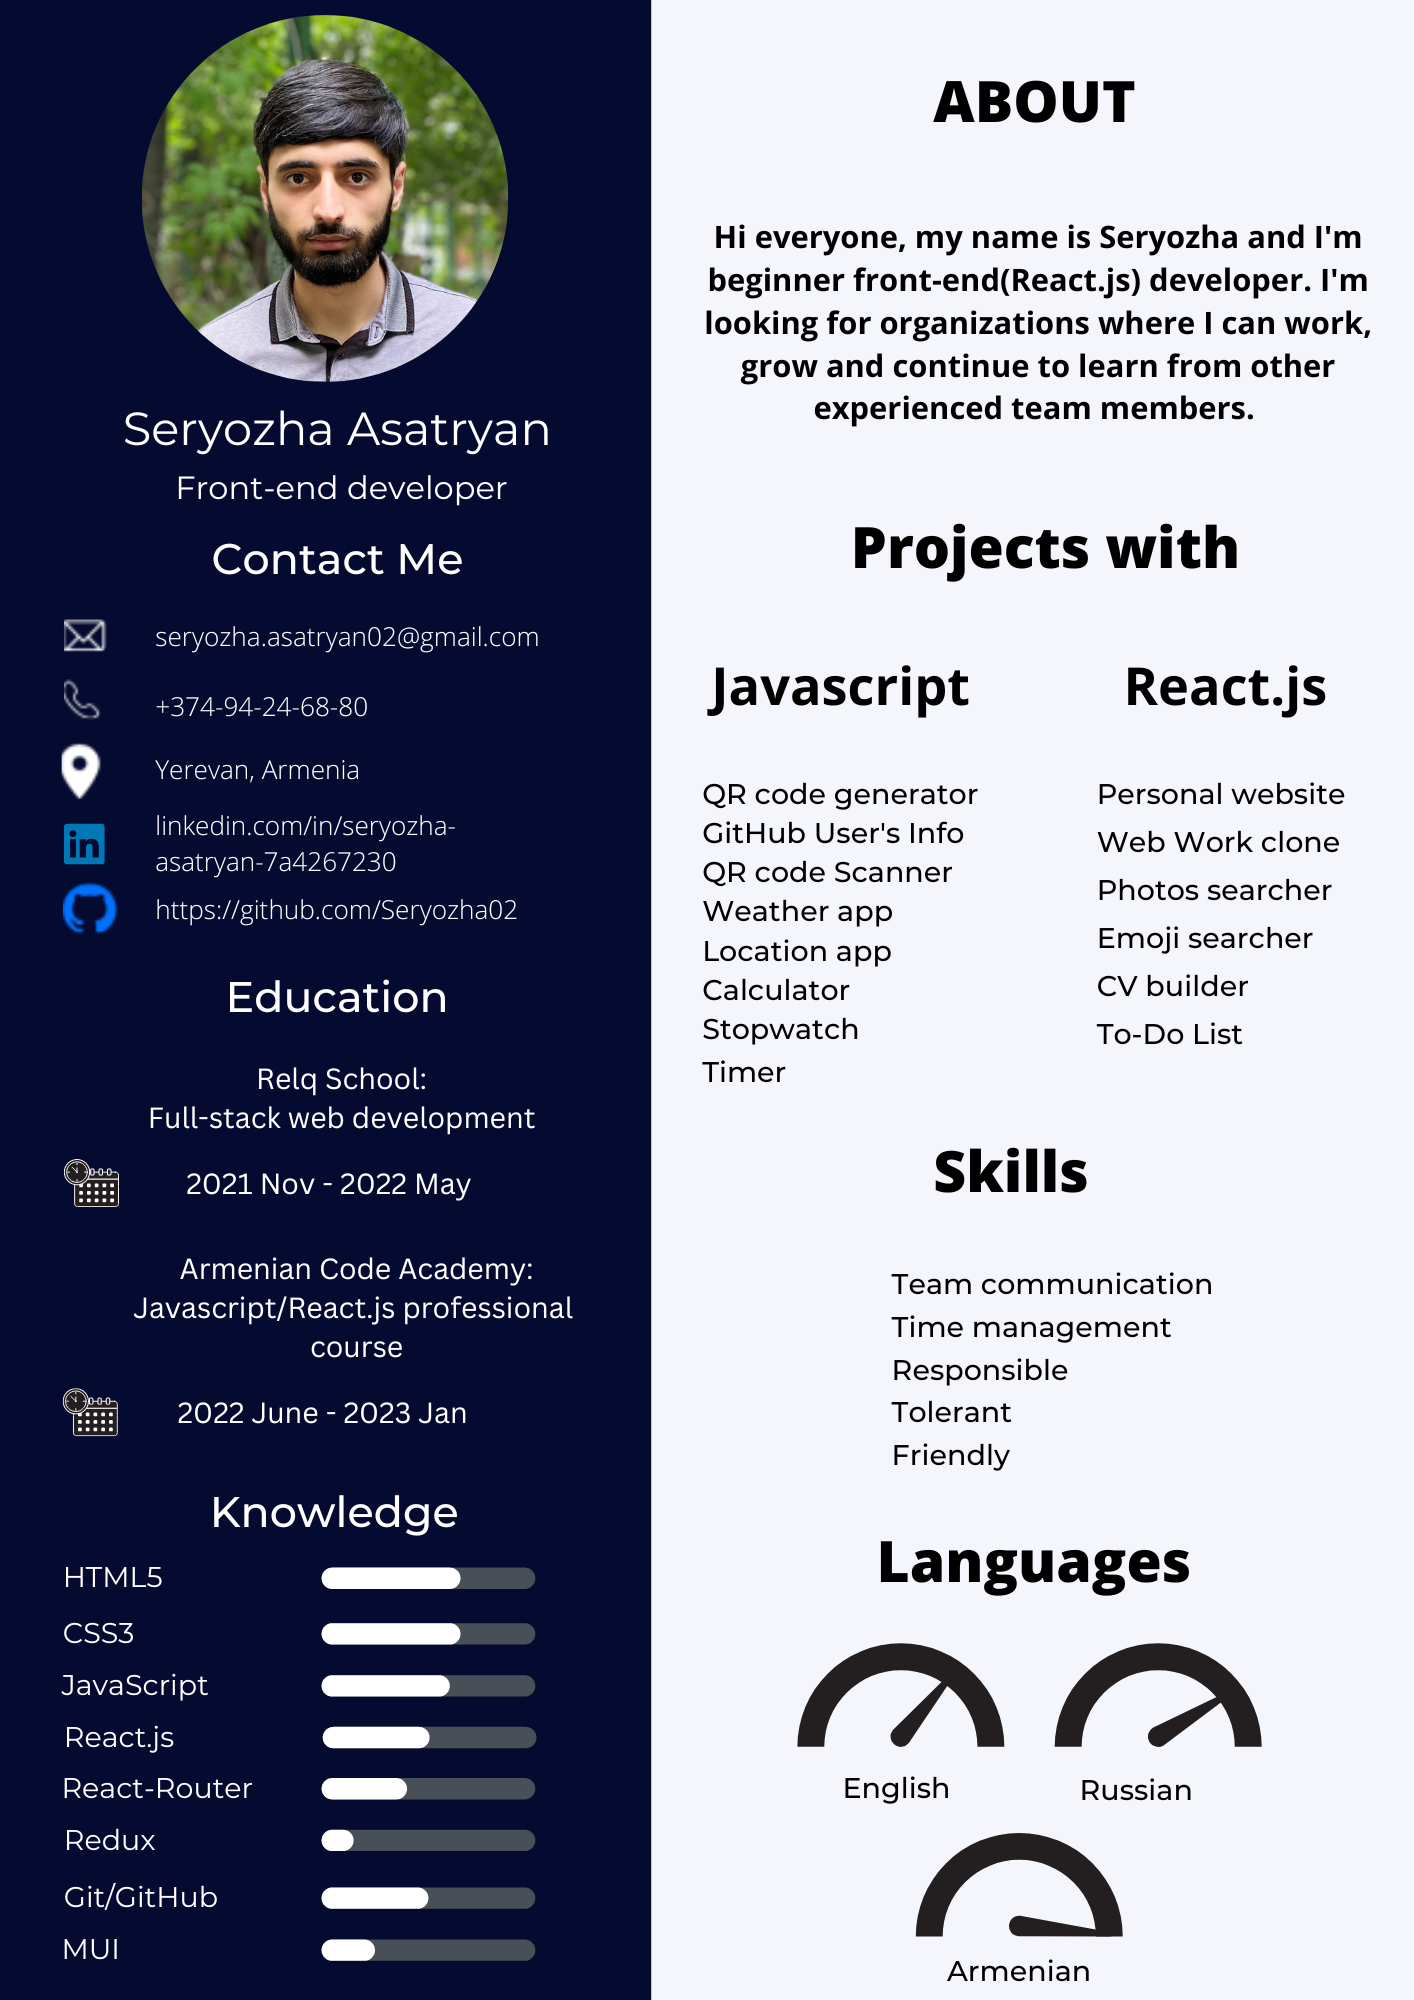 Seryozha Asatryan
Front-end developer
Contact Me
seryozha.asatryan02@gmail.com
+374-94-24-68-80
Yerevan, Armenia
linkedin.com/in/seryozha-
asatryan-7a4267230
https://github.com/Seryozha02
Education
Relq School:
Full-stack web development
2021 Nov - 2022 May
Armenian Code Academy:
Javascript/React.js professional
course
2022 June - 2023 Jan
Knowledge
HTML5
CSS3
JavaScript
React.js
React-Router
Redux
Git/GitHub
MUI
ABOUT
Hi everyone, my name is Seryozha and I'm
beginner front-end(React.js) developer. I'm
looking for organizations where I can work,
grow and continue to learn from other
experienced team members.
Projects with
Javascript
QR code generator
GitHub User's Info
QR code Scanner
Weather app
Location app
Calculator
Stopwatch
Timer
React.js
Personal website
Web Work clone
Photos searcher
Emoji searcher
CV builder
To-Do List
Skills
Team communication
Time management
Responsible
Tolerant
Friendly
Languages
English
Russian
Armenian